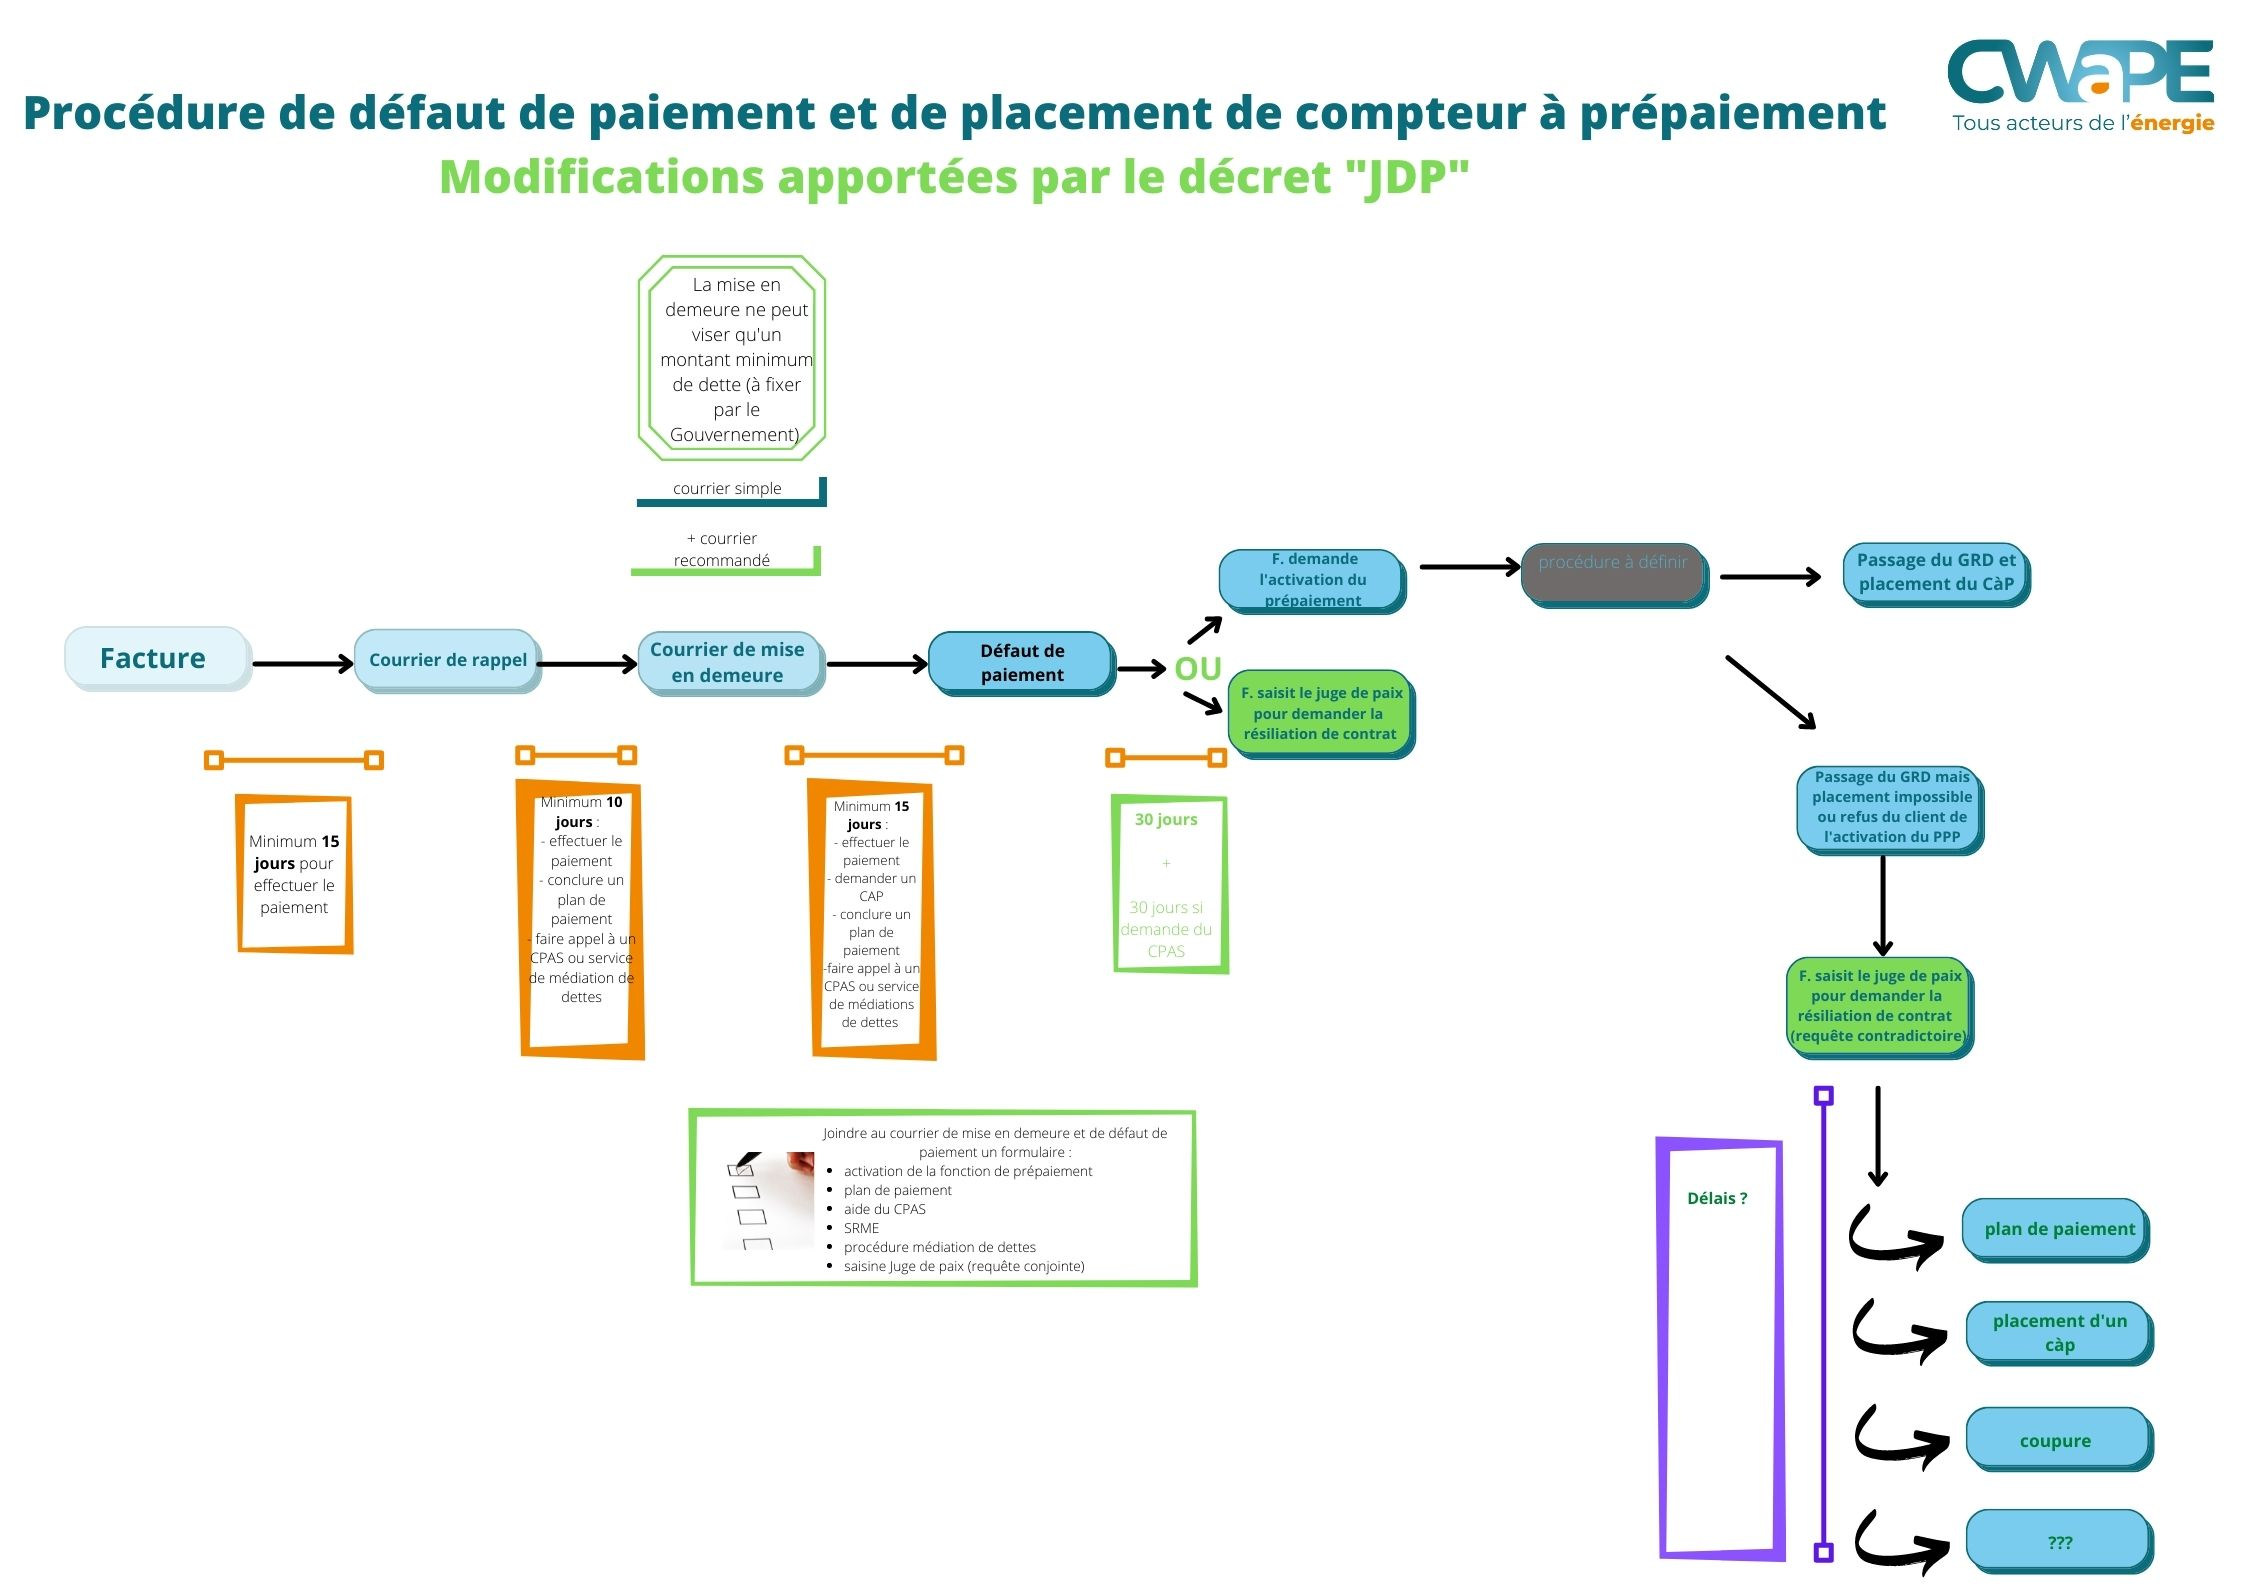 CWaPE
Tous acteurs de l'énergie
Procédure de défaut de paiement et de placement de compteur à prépaiement
Modifications apportées par le décret "JDP"
La mise en
demeure ne peut
viser qu'un
montant minimum
de dette (à fixer
par le
Gouvernement)
courrier simple
+ courrier
recommandé
Facture
Courrier de rappel
Courrier de mise
en demeure
Défaut de
paiement
OU
F. demande
l'activation du
prépaiement
procédure à définir
Passage du GRD et
placement du CàP
F. saisit le juge de paix
pour demander la
résiliation de contrat
Minimum 15
jours pour
effectuer le
paiement
Minimum 10
jours :
- effectuer le
paiement
- conclure un
plan de
paiement
- faire appel à un
CPAS ou service
de médiation de
dettes
Minimum 15
jours :
- effectuer le
paiement
- demander un
CAP
- conclure un
plan de
paiement
-faire appel à un
CPAS ou service
de médiations
de dettes
30 jours
+
30 jours si
demande du
CPAS
Passage du GRD mais
placement impossible
ou refus du client de
l'activation du PPP
F. saisit le juge de paix
pour demander la
résiliation de contrat
(requête contradictoire)
Joindre au courrier de mise en demeure et de défaut de
paiement un formulaire :
• activation de la fonction de prépaiement
• plan de paiement
• aide du CPAS
• SRME
• procédure médiation de dettes
• saisine Juge de paix (requête conjointe)
Délais ?
plan de paiement
placement d'un
càp
coupure
???